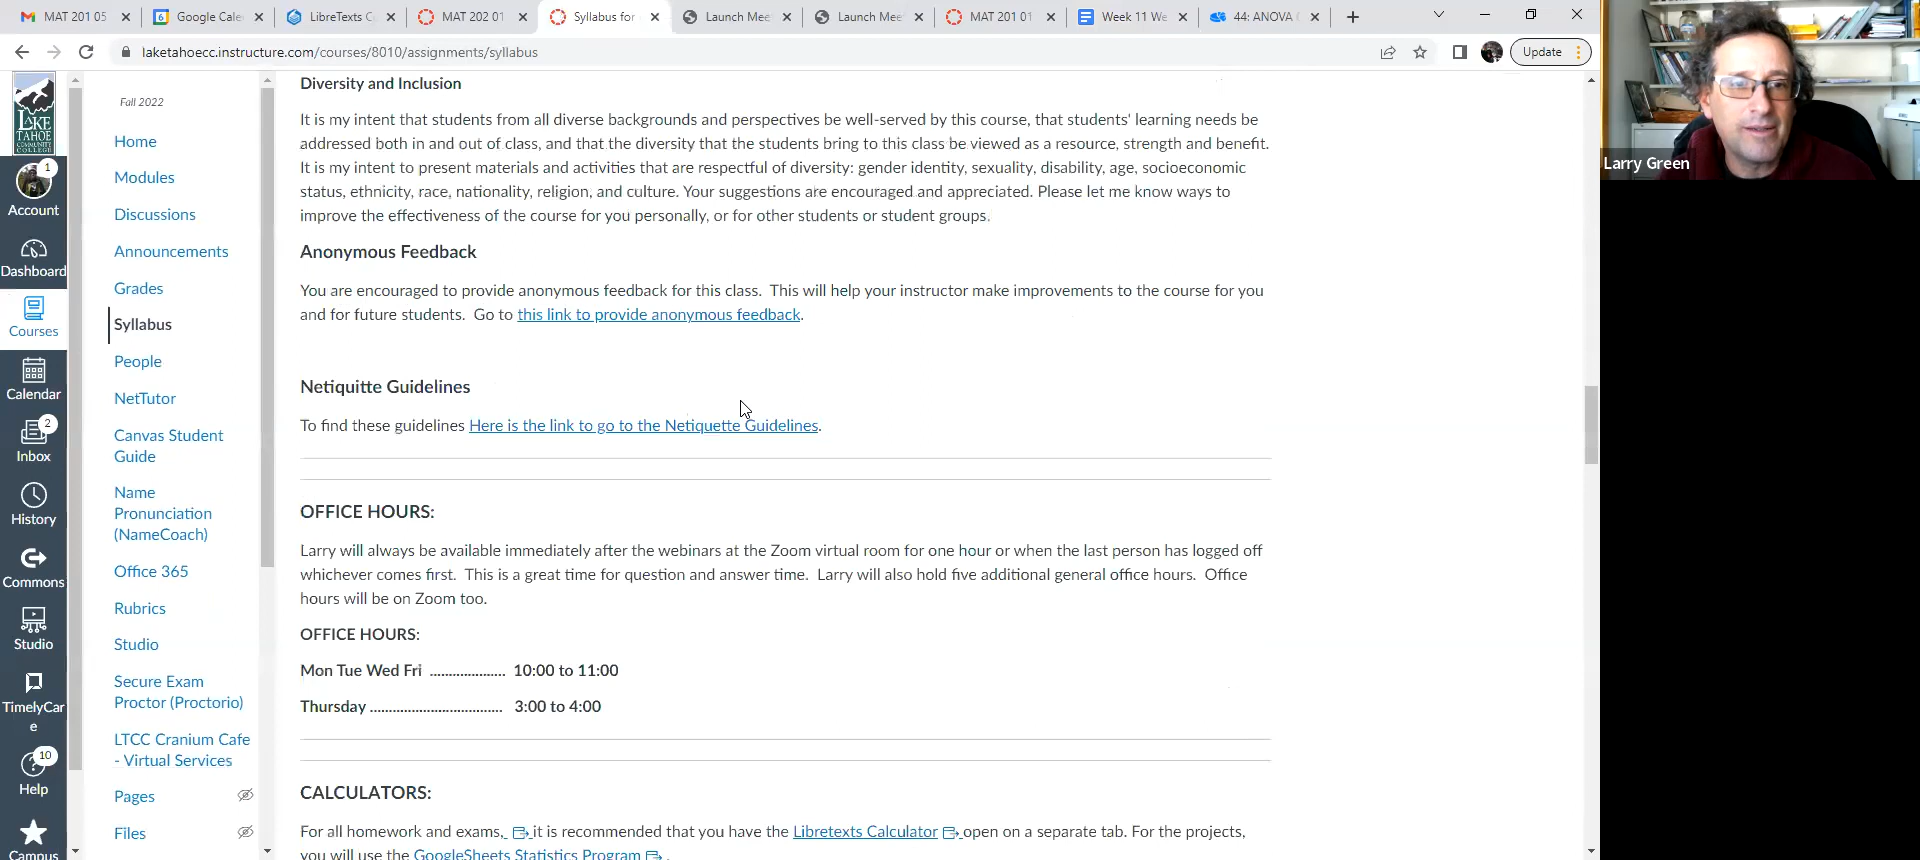 MAT 201 05
Google Cale
LibreTexts C
MAT 202 01
Syllabus for
Launch Mee
Launch Mee
MAT 201 01
Week 11 We
44: ANOVA (
laketahoecc.instructure.com/courses/8010/assignments/syllabus
Update
LAKE
TAHOE
COMMUNITY
COLLEGE
1
Account
Dashboard
Courses
Calendar
2
Inbox
History
Commons
Studio
TimelyCar
e
10
Help
Campus
Fall 2022
Home
Modules
Discussions
Announcements
Grades
Syllabus
People
NetTutor
Canvas Student
Guide
Name
Pronunciation
(NameCoach)
Office 365
Rubrics
Studio
Secure Exam
Proctor (Proctorio)
LTCC Cranium Cafe
- Virtual Services
Pages
Files
Diversity and Inclusion
It is my intent that students from all diverse backgrounds and perspectives be well-served by this course, that students' learning needs be
addressed both in and out of class, and that the diversity that the students bring to this class be viewed as a resource, strength and benefit.
It is my intent to present materials and activities that are respectful of diversity: gender identity, sexuality, disability, age, socioeconomic
status, ethnicity, race, nationality, religion, and culture. Your suggestions are encouraged and appreciated. Please let me know ways to
improve the effectiveness of the course for you personally, or for other students or student groups.
Anonymous Feedback
You are encouraged to provide anonymous feedback for this class. This will help your instructor make improvements to the course for you
and for future students. Go to this link to provide anonymous feedback.
Netiquitte Guidelines
To find these guidelines Here is the link to go to the Netiquette Guidelines.
OFFICE HOURS:
Larry will always be available immediately after the webinars at the Zoom virtual room for one hour or when the last person has logged off
whichever comes first. This is a great time for question and answer time. Larry will also hold five additional general office hours. Office
hours will be on Zoom too.
OFFICE HOURS:
Mon Tue Wed Fri .................... 10:00 to 11:00
Thursday ................................... 3:00 to 4:00
CALCULATORS:
For all homework and exams, it is recommended that you have the Libretexts Calculator open on a separate tab. For the projects,
you will use the GoogleSheets Statistics Program .
Larry Green